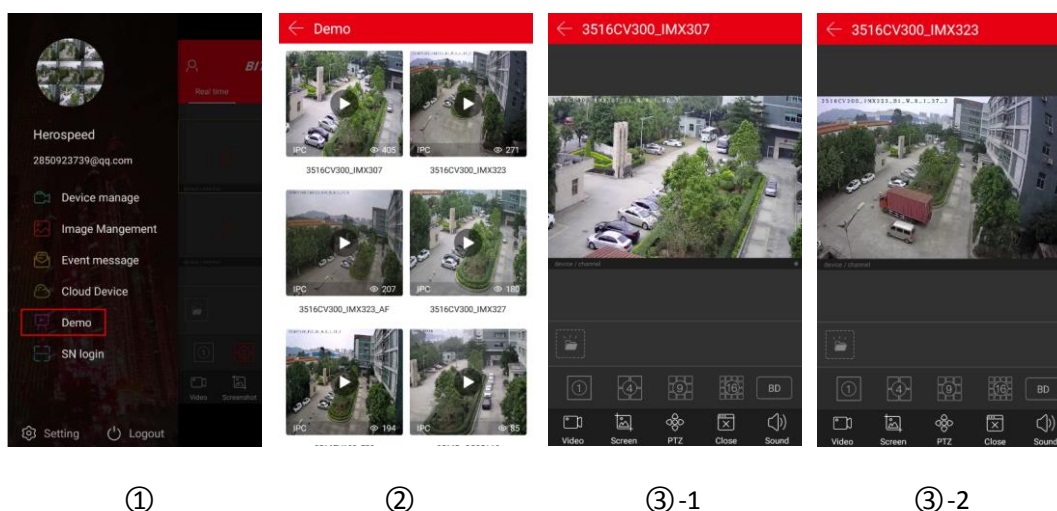 BIT
Real time
Herospeed
2850923739@qq.com
Device manage
Image Mangement
Event message
Cloud Device
Demo
SN login
Video Screenshot
Setting Logout
①
Demo
IPC 405
IPC 271
3516CV300_IMX307 3516CV300_IMX323
IPC 207
IPC 180
3516CV300_IMX323_AF 3516CV300_IMX327
IPC 194
IPC 85
②
3516CV300_IMX307
device / channel
1 4 9 16 BD
Video Screen PTZ Close Sound
③-1
3516CV300_IMX323
device / channel
1 4 9 16 BD
Video Screen PTZ Close Sound
③-2